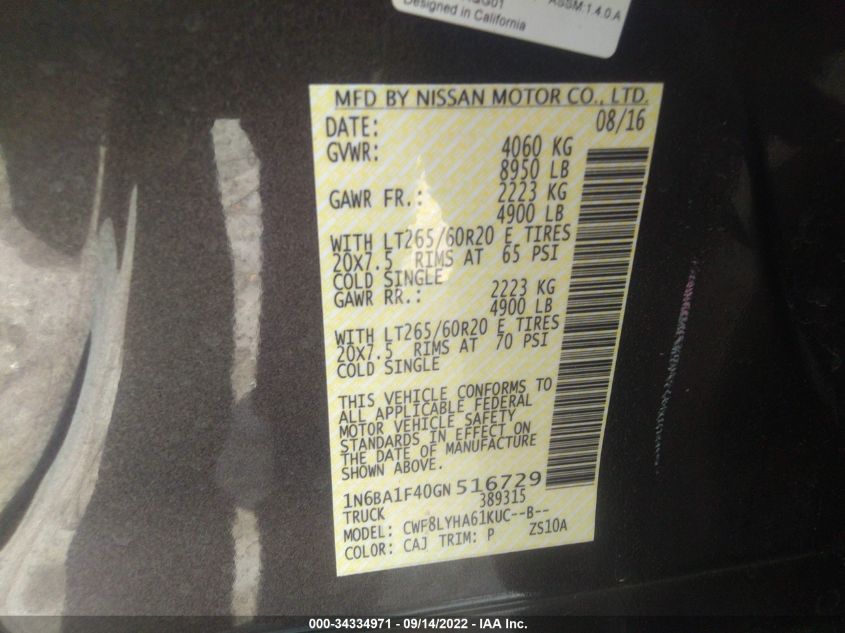 ASSM:1.4.0.A
Designed in California
MFD BY NISSAN MOTOR CO., LTD.
DATE: 08/16
GVWR: 4060 KG
8950 LB
GAWR FR.: 2223 KG
4900 LB
WITH LT265/60R20 E TIRES
20X7.5 RIMS AT 65 PSI
COLD SINGLE
GAWR RR.: 2223 KG
4900 LB
WITH LT265/60R20 E TIRES
20X7.5 RIMS AT 70 PSI
COLD SINGLE
THIS VEHICLE CONFORMS TO
ALL APPLICABLE FEDERAL
MOTOR VEHICLE SAFETY
STANDARDS IN EFFECT ON
THE DATE OF MANUFACTURE
SHOWN ABOVE.
1N6BA1F40GN516729
TRUCK 389315
MODEL: CWF8LYHA61KUC--B--
COLOR: CAJ TRIM: P ZS10A
000-34334971 - 09/14/2022 - IAA Inc.